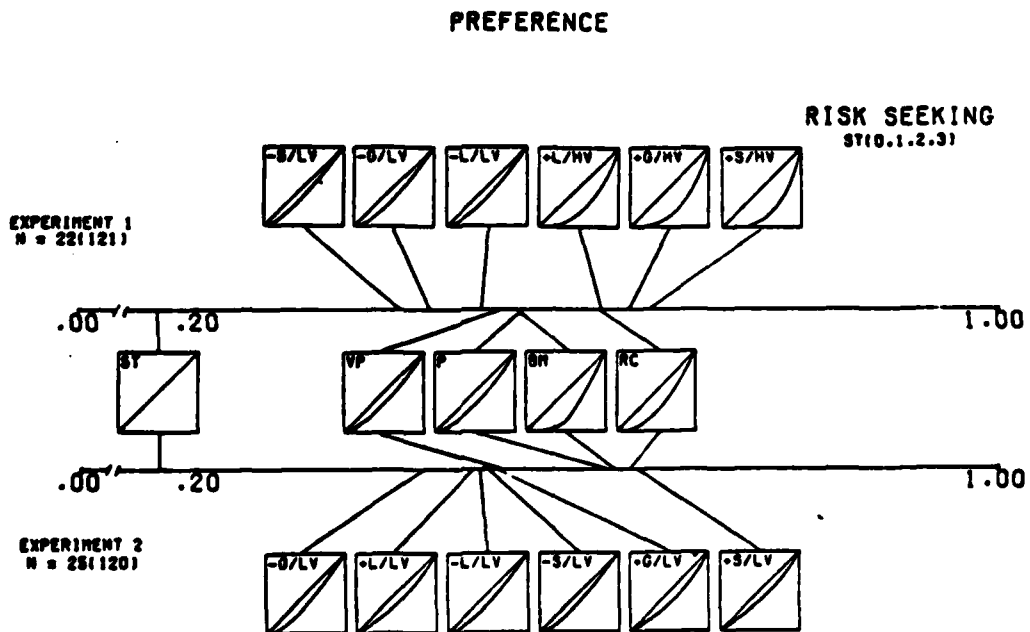 PREFERENCE
RISK SEEKING
ST(0.1.2.3)
-S/LV
-G/LV
-L/LV
+L/HV
+G/HV
+S/HV
EXPERIMENT 1
N = 22(121)
.00
.20
1.00
ST
VP
P
BM
RC
.00
.20
1.00
EXPERIMENT 2
N = 25(120)
-G/LV
+L/LV
-L/LV
-S/LV
+G/LV
+S/LV